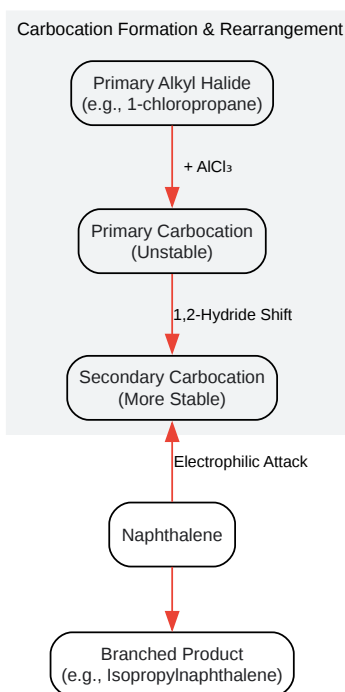 Carbocation Formation & Rearrangement
Primary Alkyl Halide
(e.g., 1-chloropropane)
+ AlCl₃
Primary Carbocation
(Unstable)
1,2-Hydride Shift
Secondary Carbocation
(More Stable)
Electrophilic Attack
Naphthalene
Branched Product
(e.g., Isopropylnaphthalene)